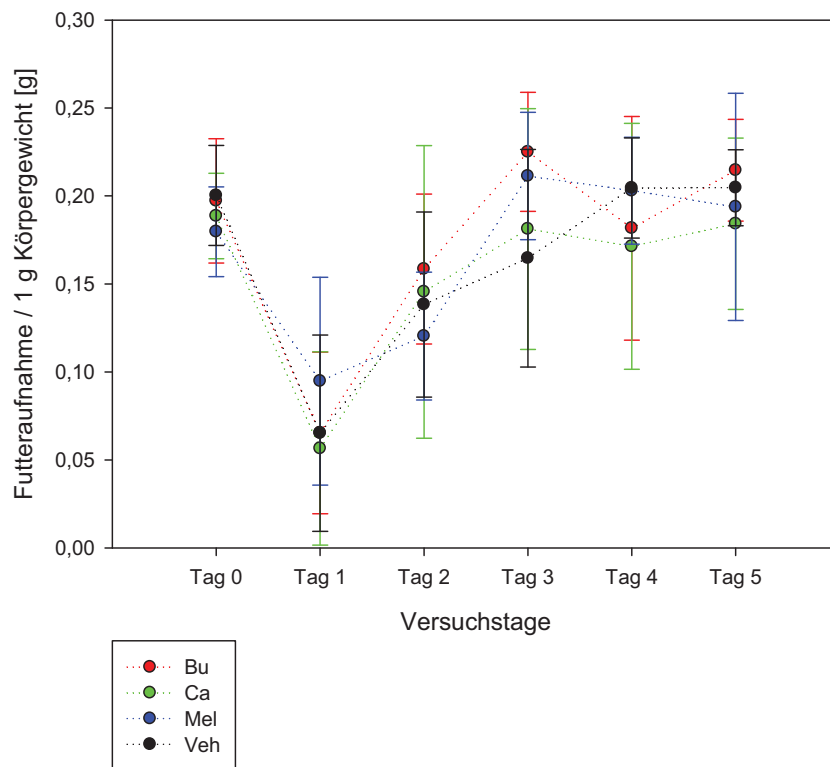 Futteraufnahme / 1 g Körpergewicht [g]
0,30
0,25
0,20
0,15
0,10
0,05
0,00
Tag 0 Tag 1 Tag 2 Tag 3 Tag 4 Tag 5
Versuchstage
Bu
Ca
Mel
Veh